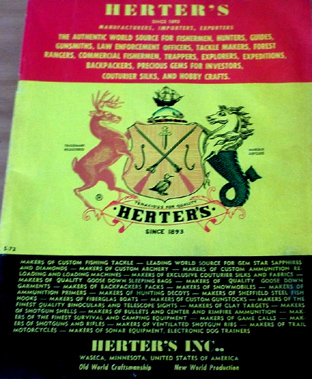 HERTER'S
SINCE 1893
MANUFACTURERS, IMPORTERS, EXPORTERS
THE AUTHENTIC WORLD SOURCE FOR FISHERMEN, HUNTERS, GUIDES,
GUNSMITHS, LAW ENFORCEMENT OFFICERS, TACKLE MAKERS, FOREST
RANGERS, COMMERCIAL FISHERMEN, TRAPPERS, EXPLORERS, EXPEDITIONS,
BACKPACKERS, PRECIOUS GEMS FOR INVESTORS,
COUTURIER SILKS, AND HOBBY CRAFTS.
TRADEMARK
REGISTERED
MARQUE
DEPOSEE
TENACIOUS FOR QUALITY
HERTER'S
®
SINCE 1893
S-72
MAKERS OF CUSTOM FISHING TACKLE — LEADING WORLD SOURCE FOR GEM STAR SAPPHIRES
AND DIAMONDS — MAKERS OF CUSTOM ARCHERY — MAKERS OF CUSTOM AMMUNITION RE-
LOADING AND LOADING MACHINES — MAKERS OF EXCLUSIVE COUTURIER SILKS AND FABRICS —
MAKERS OF QUALITY GOOSE DOWN SLEEPING BAGS — MAKERS OF QUALITY GOOSE DOWN
GARMENTS — MAKERS OF BACKPACKERS PACKS — MAKERS OF SNOWMOBILES — MAKERS OF
AMMUNITION PRIMERS — MAKERS OF HUNTING DECOYS — MAKERS OF SHEFFIELD STEEL FISH
HOOKS — MAKERS OF FIBERGLAS BOATS — MAKERS OF CUSTOM GUNSTOCKS — MAKERS OF THE
FINEST QUALITY BINOCULARS AND TELESCOPE SIGHTS — MAKERS OF CLAY TARGETS — MAKERS
OF SHOTGUN SHELLS — MAKERS OF BULLETS AND CENTER AND RIMFIRE AMMUNITION — MAK-
ERS OF THE FINEST SURVIVAL AND CAMPING EQUIPMENT — MAKERS OF GAME CALLS — MAK-
ERS OF SHOTGUNS AND RIFLES — MAKERS OF VENTILATED SHOTGUN RIBS — MAKERS OF TRAIL
MOTORCYCLES — MAKERS OF SONAR EQUIPMENT, ELECTRONIC DOG TRAINERS
HERTER'S INC.,
WASECA, MINNESOTA, UNITED STATES OF AMERICA
Old World Craftsmanship New World Production